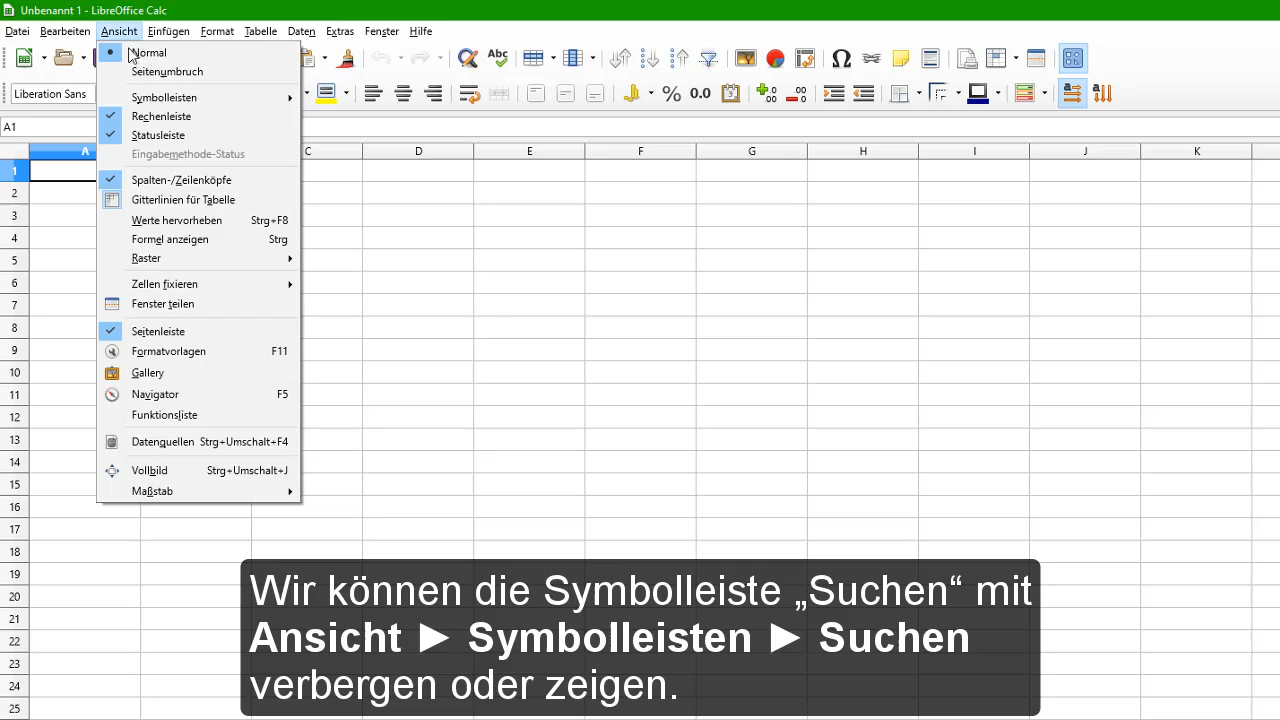 Unbenannt 1 - LibreOffice Calc
Datei Bearbeiten Ansicht Einfügen Format Tabelle Daten Extras Fenster Hilfe
Abc
Liberation Sans
% 0.0
A1
A C D E F G H I J K
Normal
Seitenumbruch
Symbolleisten
Rechenleiste
Statusleiste
Eingabemethode-Status
Spalten-/Zeilenköpfe
Gitterlinien für Tabelle
Werte hervorheben Strg+F8
Formel anzeigen Strg
Raster
Zellen fixieren
Fenster teilen
Seitenleiste
Formatvorlagen F11
Gallery
Navigator F5
Funktionsliste
Datenquellen Strg+Umschalt+F4
Vollbild Strg+Umschalt+J
Maßstab
1
2
3
4
5
6
7
8
9
10
11
12
13
14
15
16
17
18
19
20
21
22
23
24
25
Wir können die Symbolleiste „Suchen“ mit
Ansicht ► Symbolleisten ► Suchen
verbergen oder zeigen.